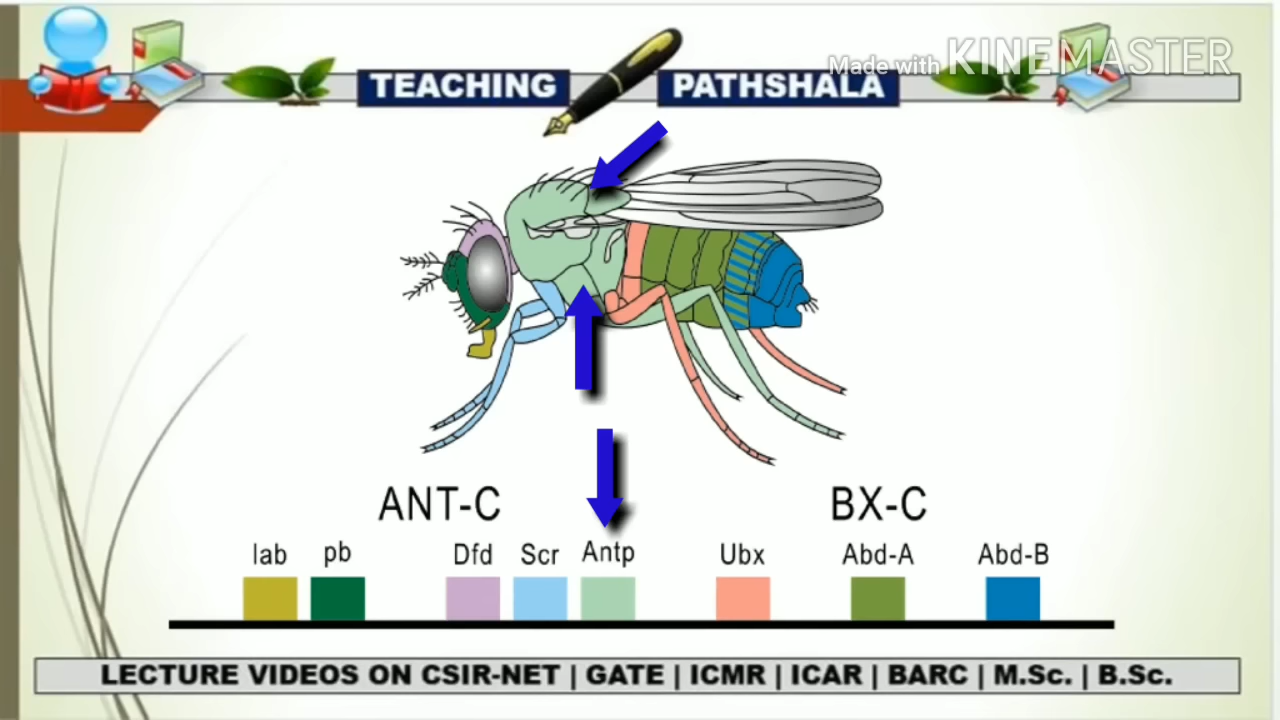 Made with KINEMASTER
TEACHING PATHSHALA
ANT-C BX-C
lab pb Dfd Scr Antp Ubx Abd-A Abd-B
LECTURE VIDEOS ON CSIR-NET | GATE | ICMR | ICAR | BARC | M.Sc. | B.Sc.